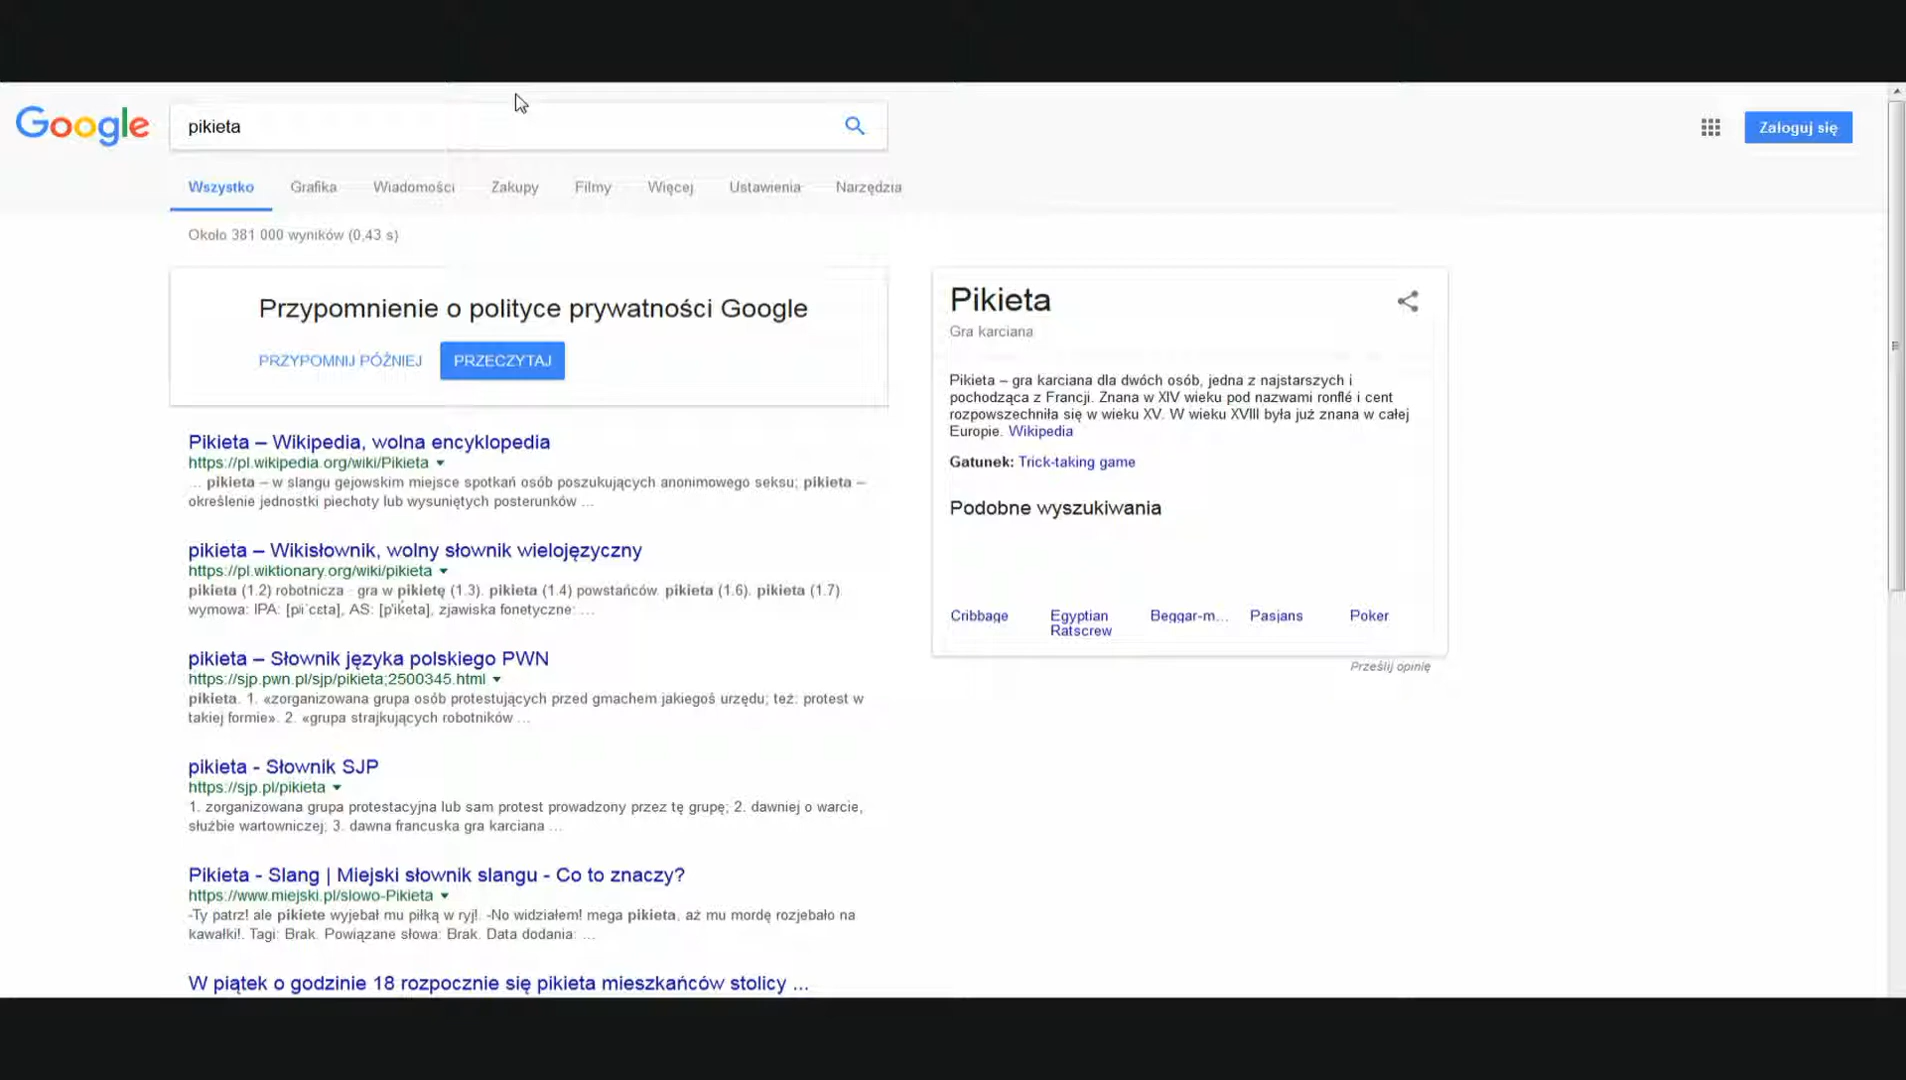 Google
pikieta
Zaloguj się
Wszystko Grafika Wiadomości Zakupy Filmy Więcej Ustawienia Narzędzia
Około 381 000 wyników (0,43 s)
Przypomnienie o polityce prywatności Google
PRZYPOMNIJ PÓŹNIEJ PRZECZYTAJ
Pikieta – Wikipedia, wolna encyklopedia
https://pl.wikipedia.org/wiki/Pikieta
... pikieta – w slangu gejowskim miejsce spotkań osób poszukujących anonimowego seksu; pikieta –
określenie jednostki piechoty lub wysuniętych posterunków ...
pikieta – Wikisłownik, wolny słownik wielojęzyczny
https://pl.wiktionary.org/wiki/pikieta
pikieta (1.2) robotnicza · gra w pikietę (1.3). pikieta (1.4) powstańców. pikieta (1.6). pikieta (1.7).
wymowa: IPA: AS: zjawiska fonetyczne: ...
pikieta – Słownik języka polskiego PWN
https://sjp.pwn.pl/sjp/pikieta;2500345.html
pikieta. 1. «zorganizowana grupa osób protestujących przed gmachem jakiegoś urzędu; też: protest w
takiej formie». 2. «grupa strajkujących robotników ...
pikieta - Słownik SJP
https://sjp.pl/pikieta
1. zorganizowana grupa protestacyjna lub sam protest prowadzony przez tę grupę; 2. dawniej o warcie,
służbie wartowniczej; 3. dawna francuska gra karciana ...
Pikieta - Slang | Miejski słownik slangu - Co to znaczy?
https://www.miejski.pl/slowo-Pikieta
-Ty patrz! ale pikiete wyjebał mu piłką w ryj!. -No widziałem! mega pikieta, aż mu mordę rozjebało na
kawałki!. Tagi: Brak. Powiązane słowa: Brak. Data dodania: ...
W piątek o godzinie 18 rozpocznie się pikieta mieszkańców stolicy ...
Pikieta
Gra karciana
Pikieta – gra karciana dla dwóch osób, jedna z najstarszych i
pochodząca z Francji. Znana w XIV wieku pod nazwami ronflé i cent
rozpowszechniła się w wieku XV. W wieku XVIII była już znana w całej
Europie. Wikipedia
Gatunek: Trick-taking game
Podobne wyszukiwania
Cribbage
Egyptian
Ratscrew
Beggar-m...
Pasjans
Poker
Prześlij opinię